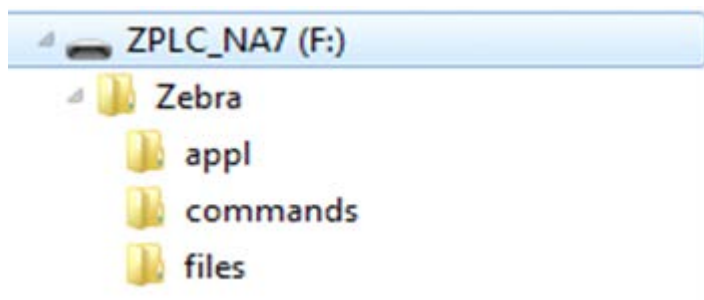 ZPLC_NA7 (F:)
Zebra
appl
commands
files